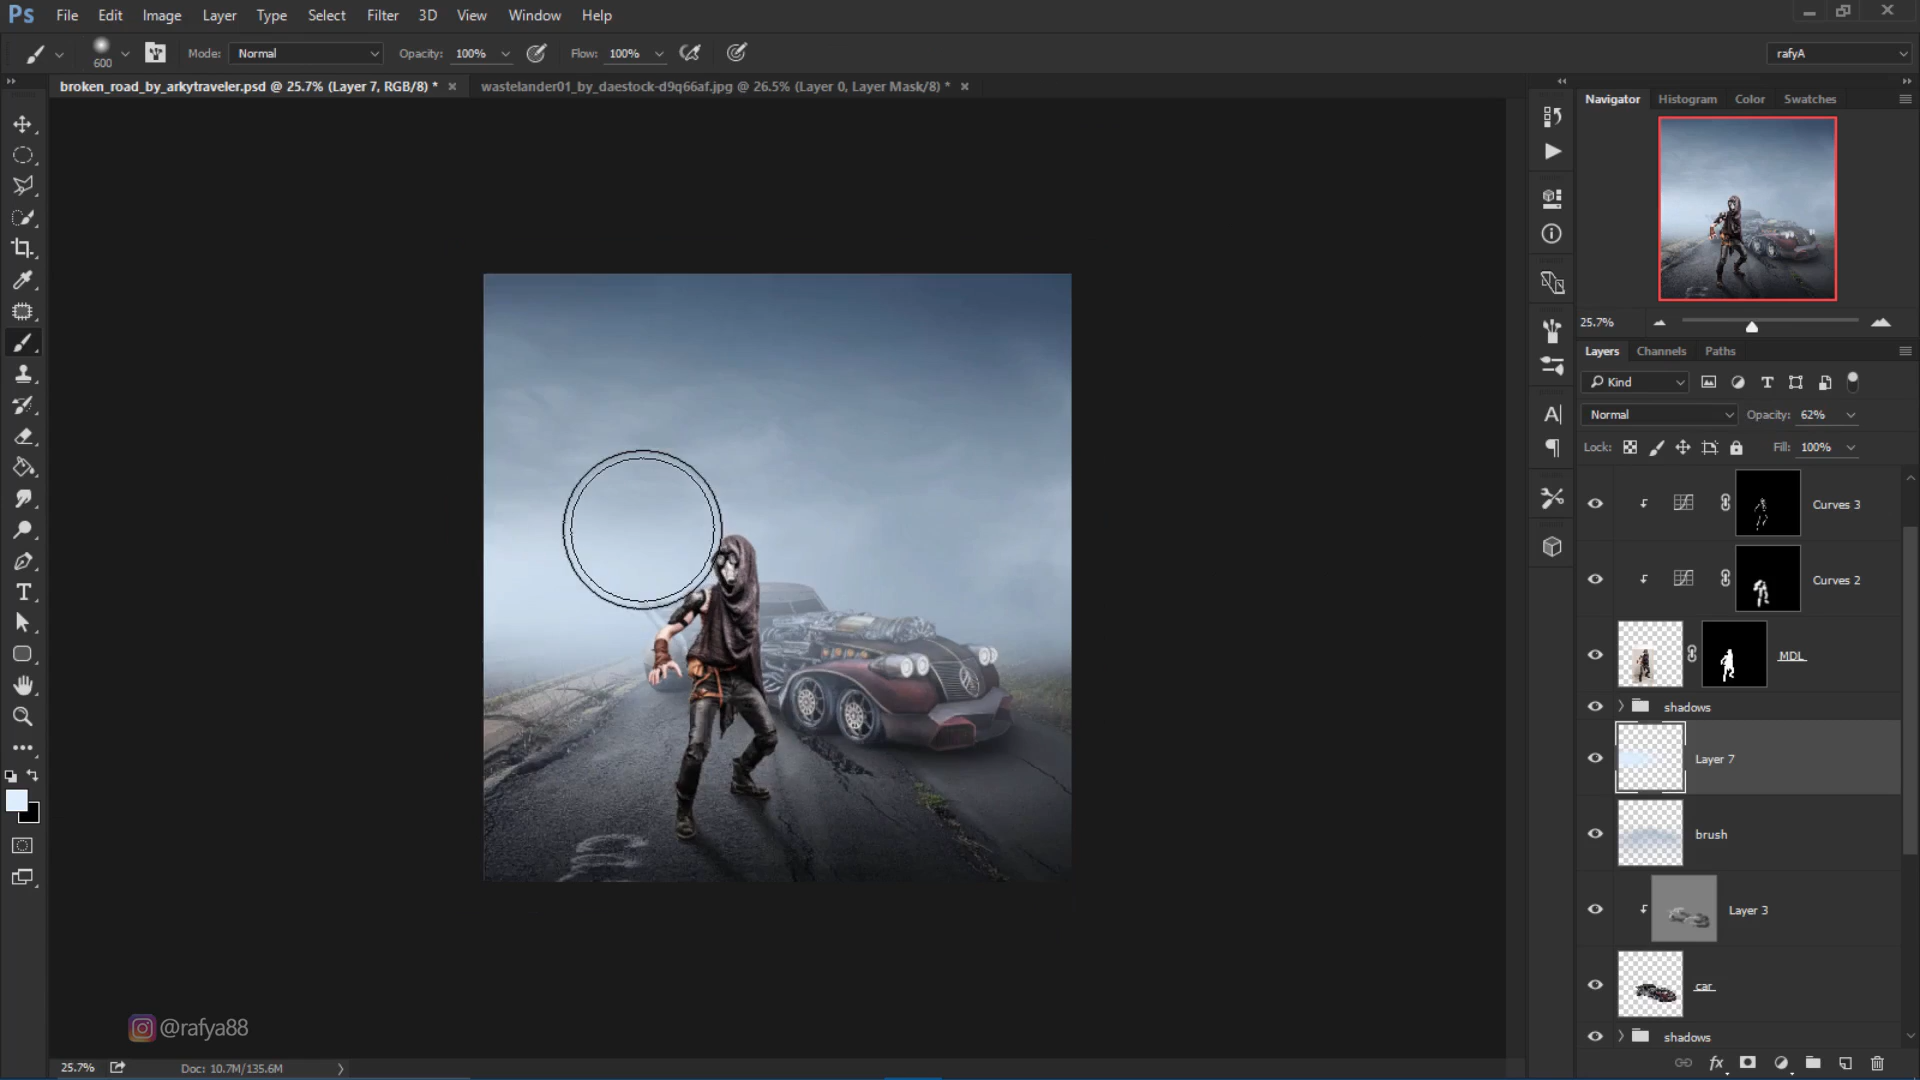 Ps File Edit Image Layer Type Select Filter 3D View Window Help
600 Mode: Normal Opacity: 100% Flow: 100% rafyA
broken_road_by_arkytraveler.psd @ 25.7% (Layer 7, RGB/8) * × wastelander01_by_daestock-d9q66af.jpg @ 26.5% (Layer 0, Layer Mask/8) * ×
Navigator Histogram Color Swatches
25.7%
Layers Channels Paths
Kind T
Normal Opacity: 62%
Lock: Fill: 100%
Curves 3
Curves 2
MDL
shadows
Layer 7
brush
Layer 3
car
shadows
fx
@rafya88
25.7% Doc: 10.7M/135.6M